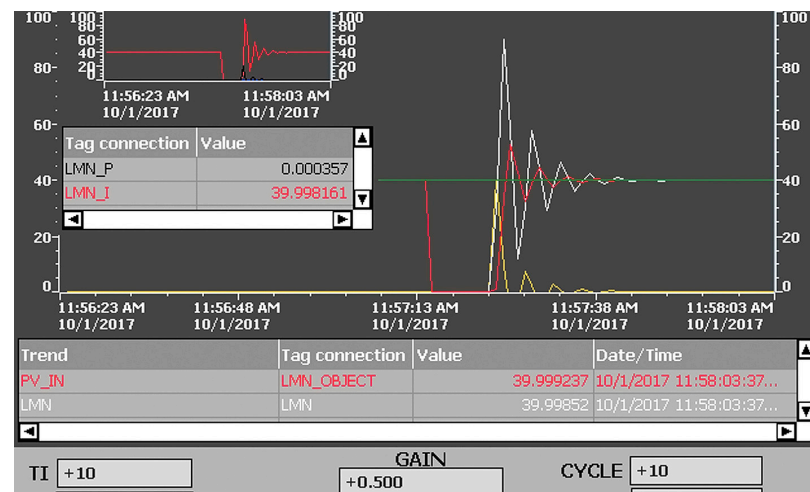 100 100 100 100
80 80
60 60
80 40 40 80
20 20
0 0
11:56:23 AM 11:58:03 AM
10/1/2017 10/1/2017
60 60
Tag connection Value
LMN_P 0.000357
40 LMN_I 39.998161 40
20 20
0 0
11:56:23 AM 11:56:48 AM 11:57:13 AM 11:57:38 AM 11:58:03 AM
10/1/2017 10/1/2017 10/1/2017 10/1/2017 10/1/2017
Trend Tag connection Value Date/Time
PV_IN LMN_OBJECT 39.999237 10/1/2017 11:58:03:37...
LMN LMN 39.99852 10/1/2017 11:58:03:37...
TI +10 GAIN +0.500 CYCLE +10